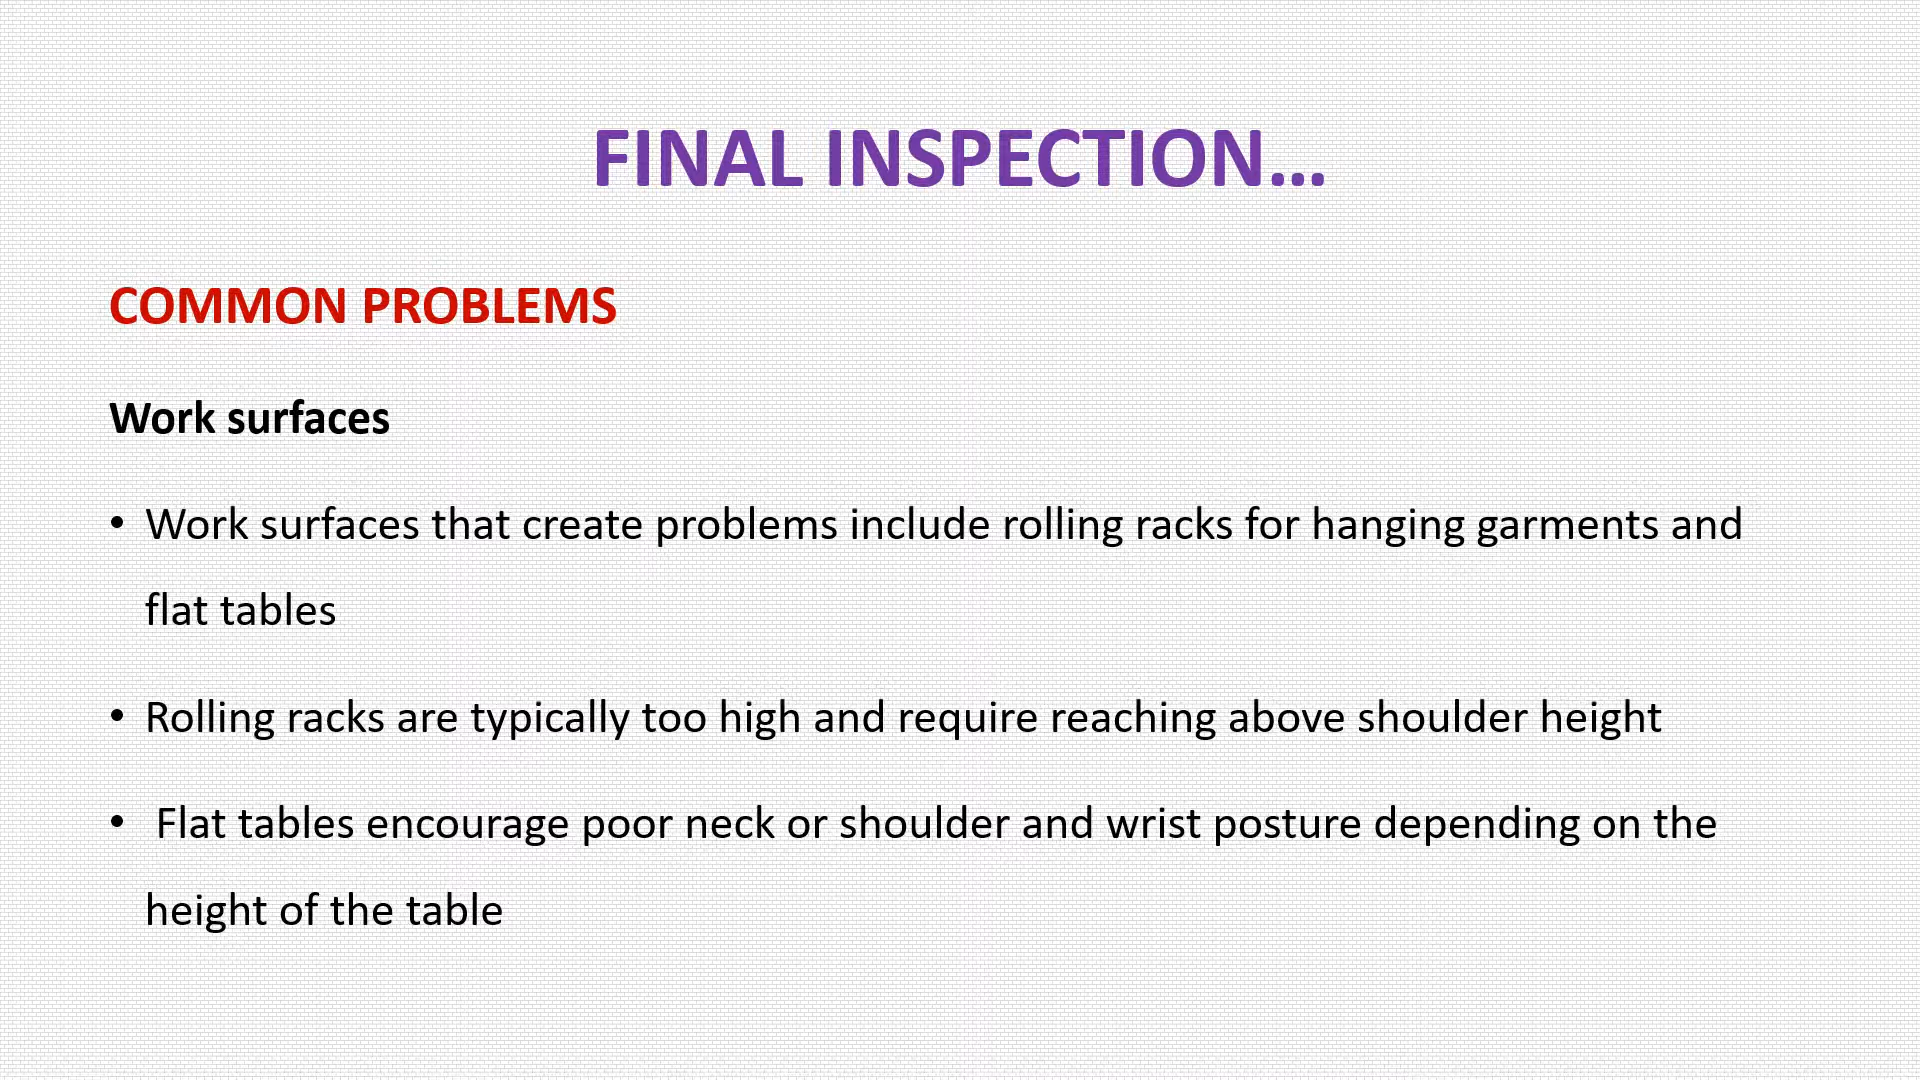 FINAL INSPECTION...
COMMON PROBLEMS
Work surfaces
• Work surfaces that create problems include rolling racks for hanging garments and
flat tables
• Rolling racks are typically too high and require reaching above shoulder height
• Flat tables encourage poor neck or shoulder and wrist posture depending on the
height of the table